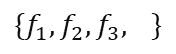 {f₁, f₂, f₃, }